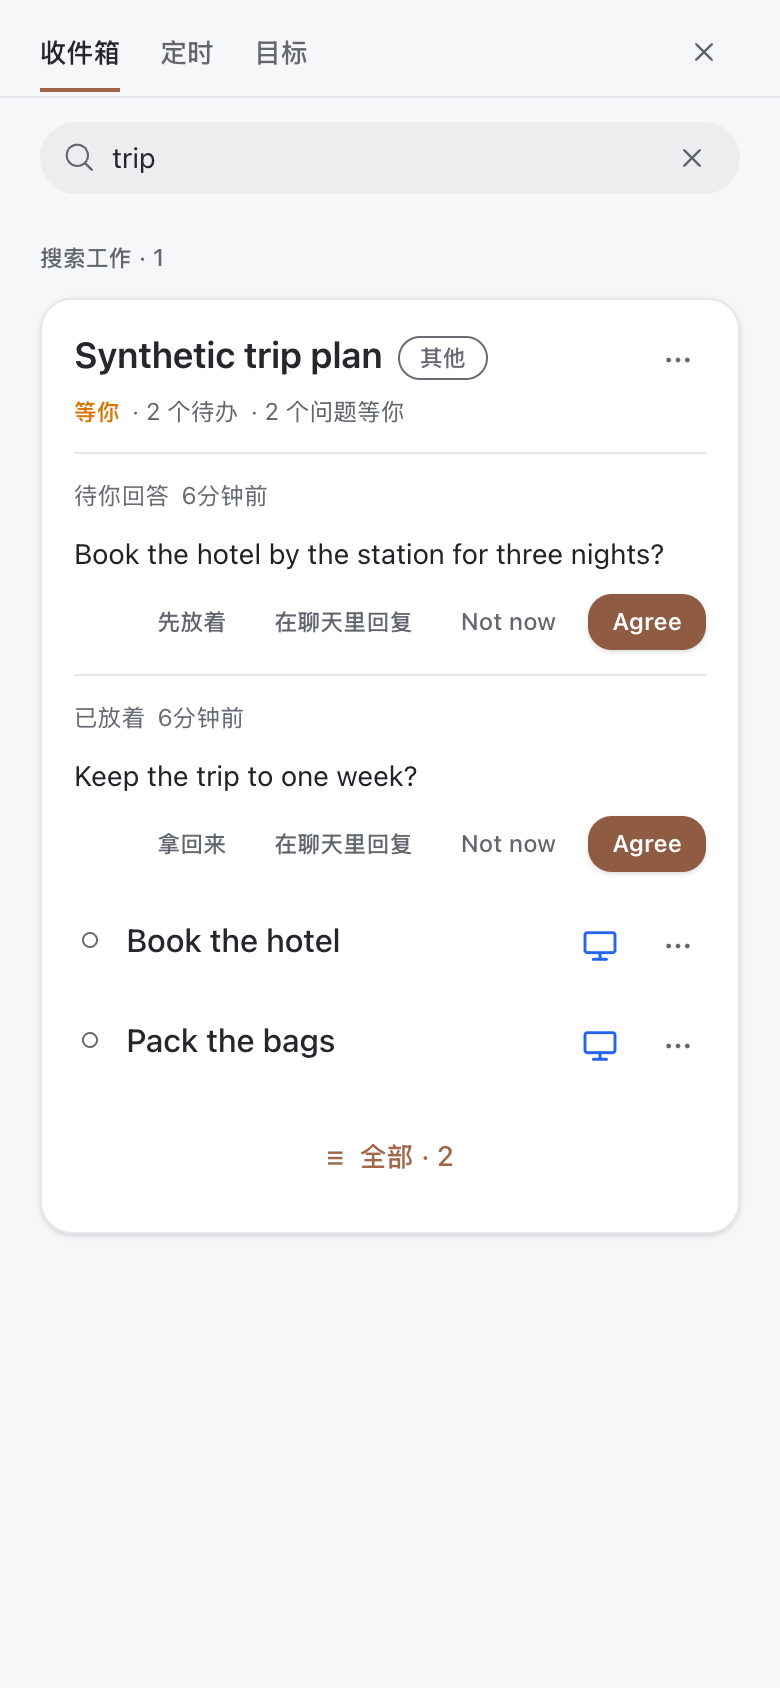 收件箱 定时 目标
trip
搜索工作 · 1
Synthetic trip plan 其他
等你 · 2 个待办 · 2 个问题等你
待你回答 6分钟前
Book the hotel by the station for three nights?
先放着 在聊天里回复 Not now Agree
已放着 6分钟前
Keep the trip to one week?
拿回来 在聊天里回复 Not now Agree
Book the hotel
Pack the bags
全部 · 2